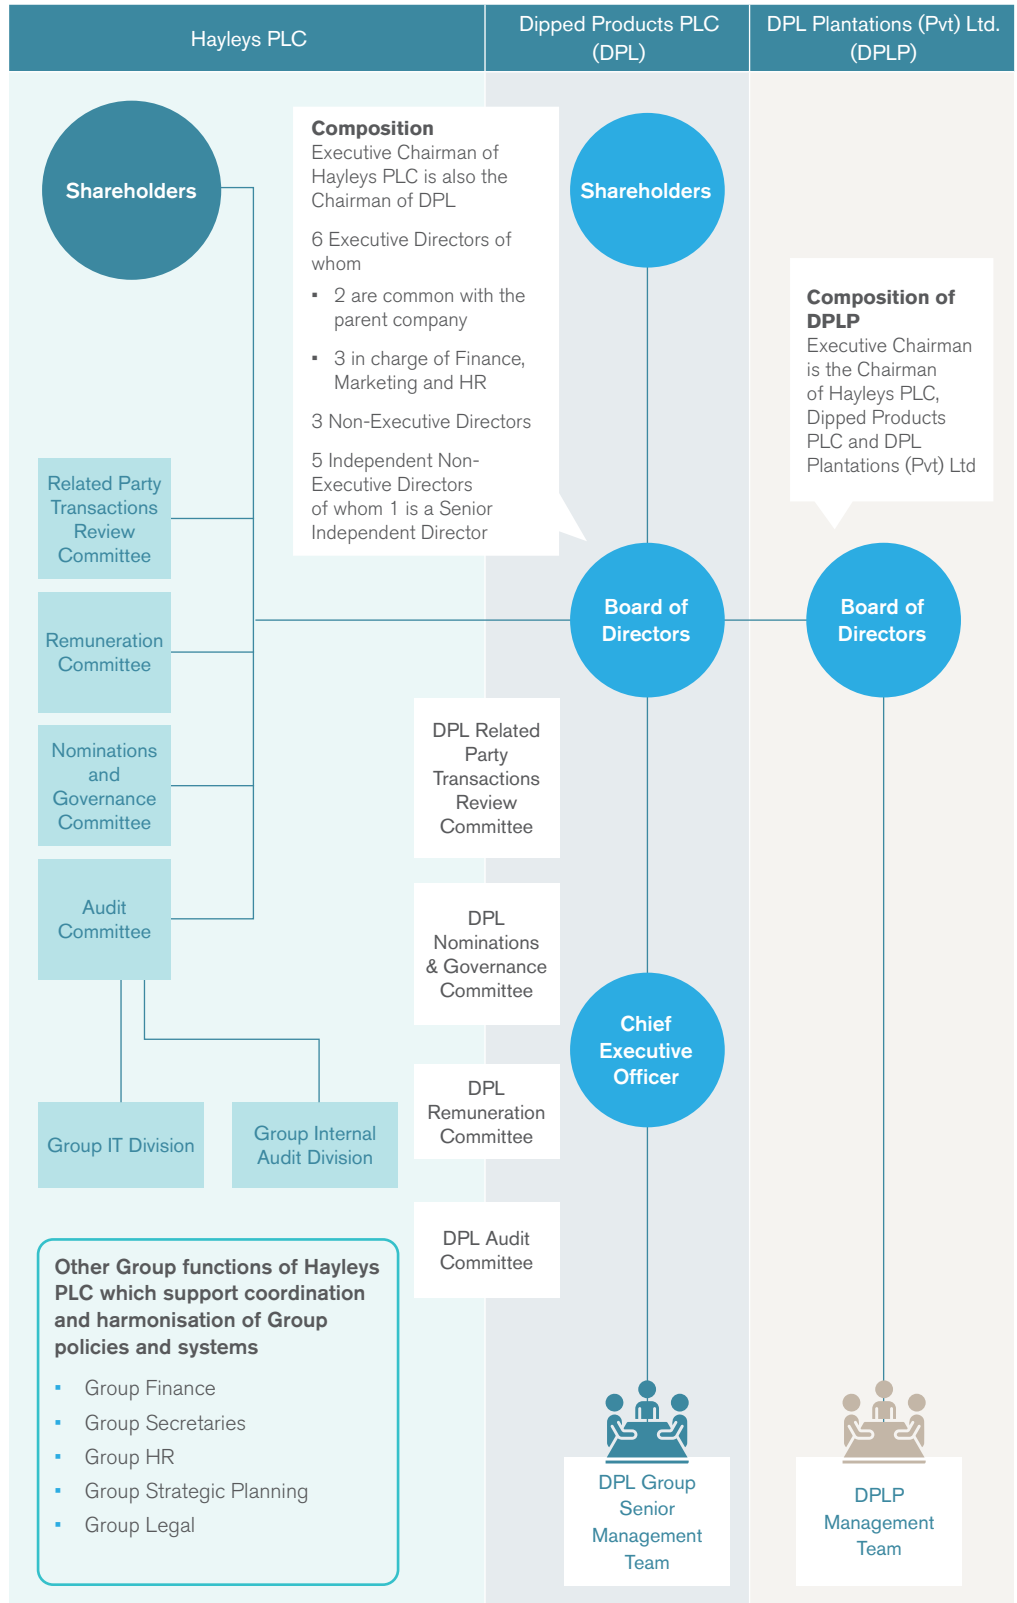 Hayleys PLC
Dipped Products PLC
(DPL)
DPL Plantations (Pvt) Ltd.
(DPLP)
Shareholders
Composition
Executive Chairman of
Hayleys PLC is also the
Chairman of DPL
6 Executive Directors of
whom
▪ 2 are common with the
parent company
▪ 3 in charge of Finance,
Marketing and HR
3 Non-Executive Directors
5 Independent Non-
Executive Directors
of whom 1 is a Senior
Independent Director
Shareholders
Composition of
DPLP
Executive Chairman
is the Chairman
of Hayleys PLC,
Dipped Products
PLC and DPL
Plantations (Pvt) Ltd
Related Party
Transactions
Review
Committee
Remuneration
Committee
Nominations
and
Governance
Committee
Audit
Committee
Group IT Division
Group Internal
Audit Division
Board of
Directors
Board of
Directors
DPL Related
Party
Transactions
Review
Committee
DPL
Nominations
& Governance
Committee
Chief
Executive
Officer
DPL
Remuneration
Committee
DPL Audit
Committee
Other Group functions of Hayleys
PLC which support coordination
and harmonisation of Group
policies and systems
▪ Group Finance
▪ Group Secretaries
▪ Group HR
▪ Group Strategic Planning
▪ Group Legal
DPL Group
Senior
Management
Team
DPLP
Management
Team